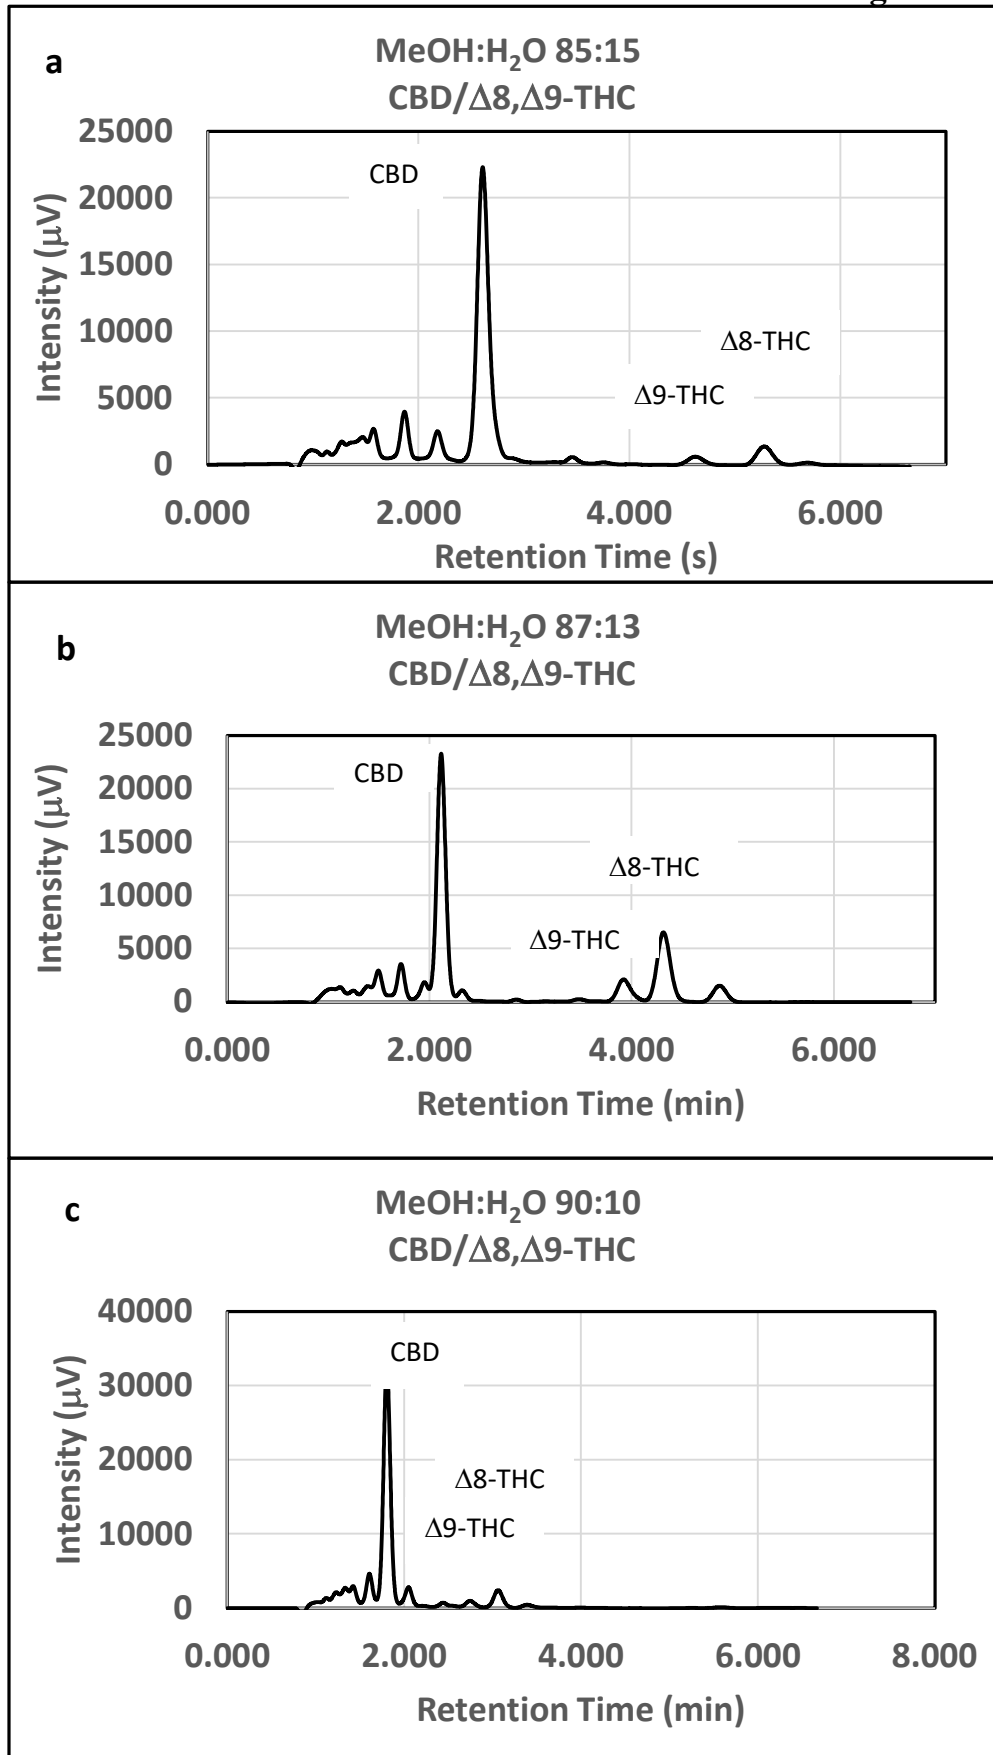 a
MeOH:H₂O 85:15
CBD/Δ8,Δ9-THC
25000
20000
15000
10000
5000
0
Intensity (μV)
CBD
Δ8-THC
Δ9-THC
0.000 2.000 4.000 6.000
Retention Time (s)
b
MeOH:H₂O 87:13
CBD/Δ8,Δ9-THC
25000
20000
15000
10000
5000
0
Intensity (μV)
CBD
Δ8-THC
Δ9-THC
0.000 2.000 4.000 6.000
Retention Time (min)
c
MeOH:H₂O 90:10
CBD/Δ8,Δ9-THC
40000
30000
20000
10000
0
Intensity (μV)
CBD
Δ8-THC
Δ9-THC
0.000 2.000 4.000 6.000 8.000
Retention Time (min)